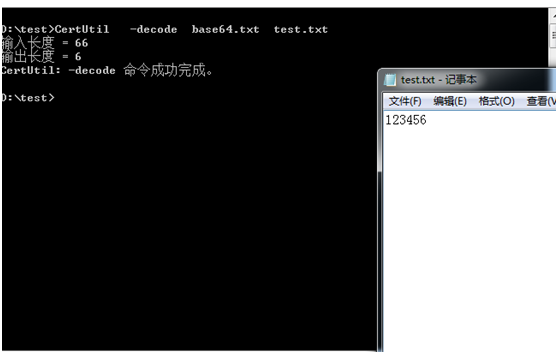 D:\test>CertUtil   -decode  base64.txt  test.txt
输入长度 = 66
输出长度 = 6
CertUtil: -decode 命令成功完成。
D:\test>
test.txt - 记事本
文件(F)  编辑(E)  格式(O)  查看(V
123456